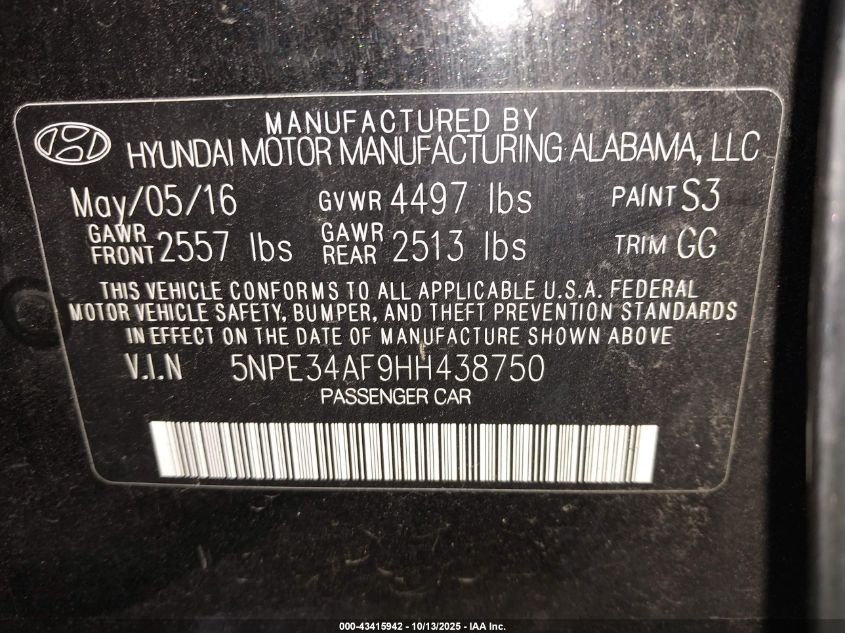 MANUFACTURED BY
HYUNDAI MOTOR MANUFACTURING ALABAMA, LLC
May/05/16 GVWR 4497 lbs PAINT S3
GAWR FRONT 2557 lbs GAWR REAR 2513 lbs TRIM GG
THIS VEHICLE CONFORMS TO ALL APPLICABLE U.S.A. FEDERAL
MOTOR VEHICLE SAFETY, BUMPER, AND THEFT PREVENTION STANDARDS
IN EFFECT ON THE DATE OF MANUFACTURE SHOWN ABOVE
V.I.N 5NPE34AF9HH438750
PASSENGER CAR
000-43415942 - 10/13/2025 - IAA Inc.